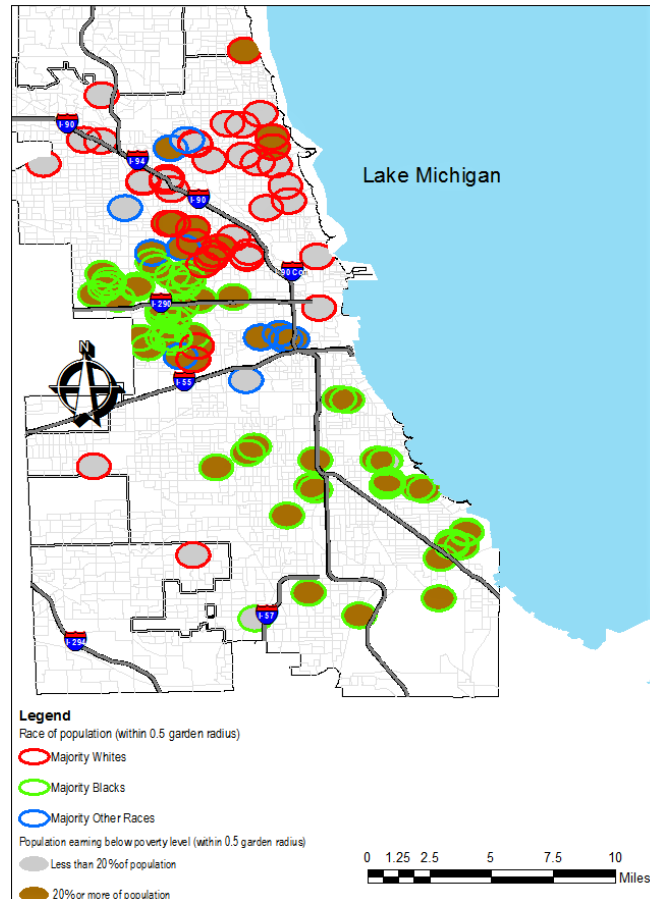 I-90
I-94
Lake Michigan
I-90
90 Co
I-290
N
I-55
I-57
I-294
Legend
Race of population (within 0.5 garden radius)
Majority Whites
Majority Blacks
Majority Other Races
Population earning below poverty level (within 0.5 garden radius)
Less than 20% of population
20% or more of population
0 1.25 2.5 5 7.5 10
Miles